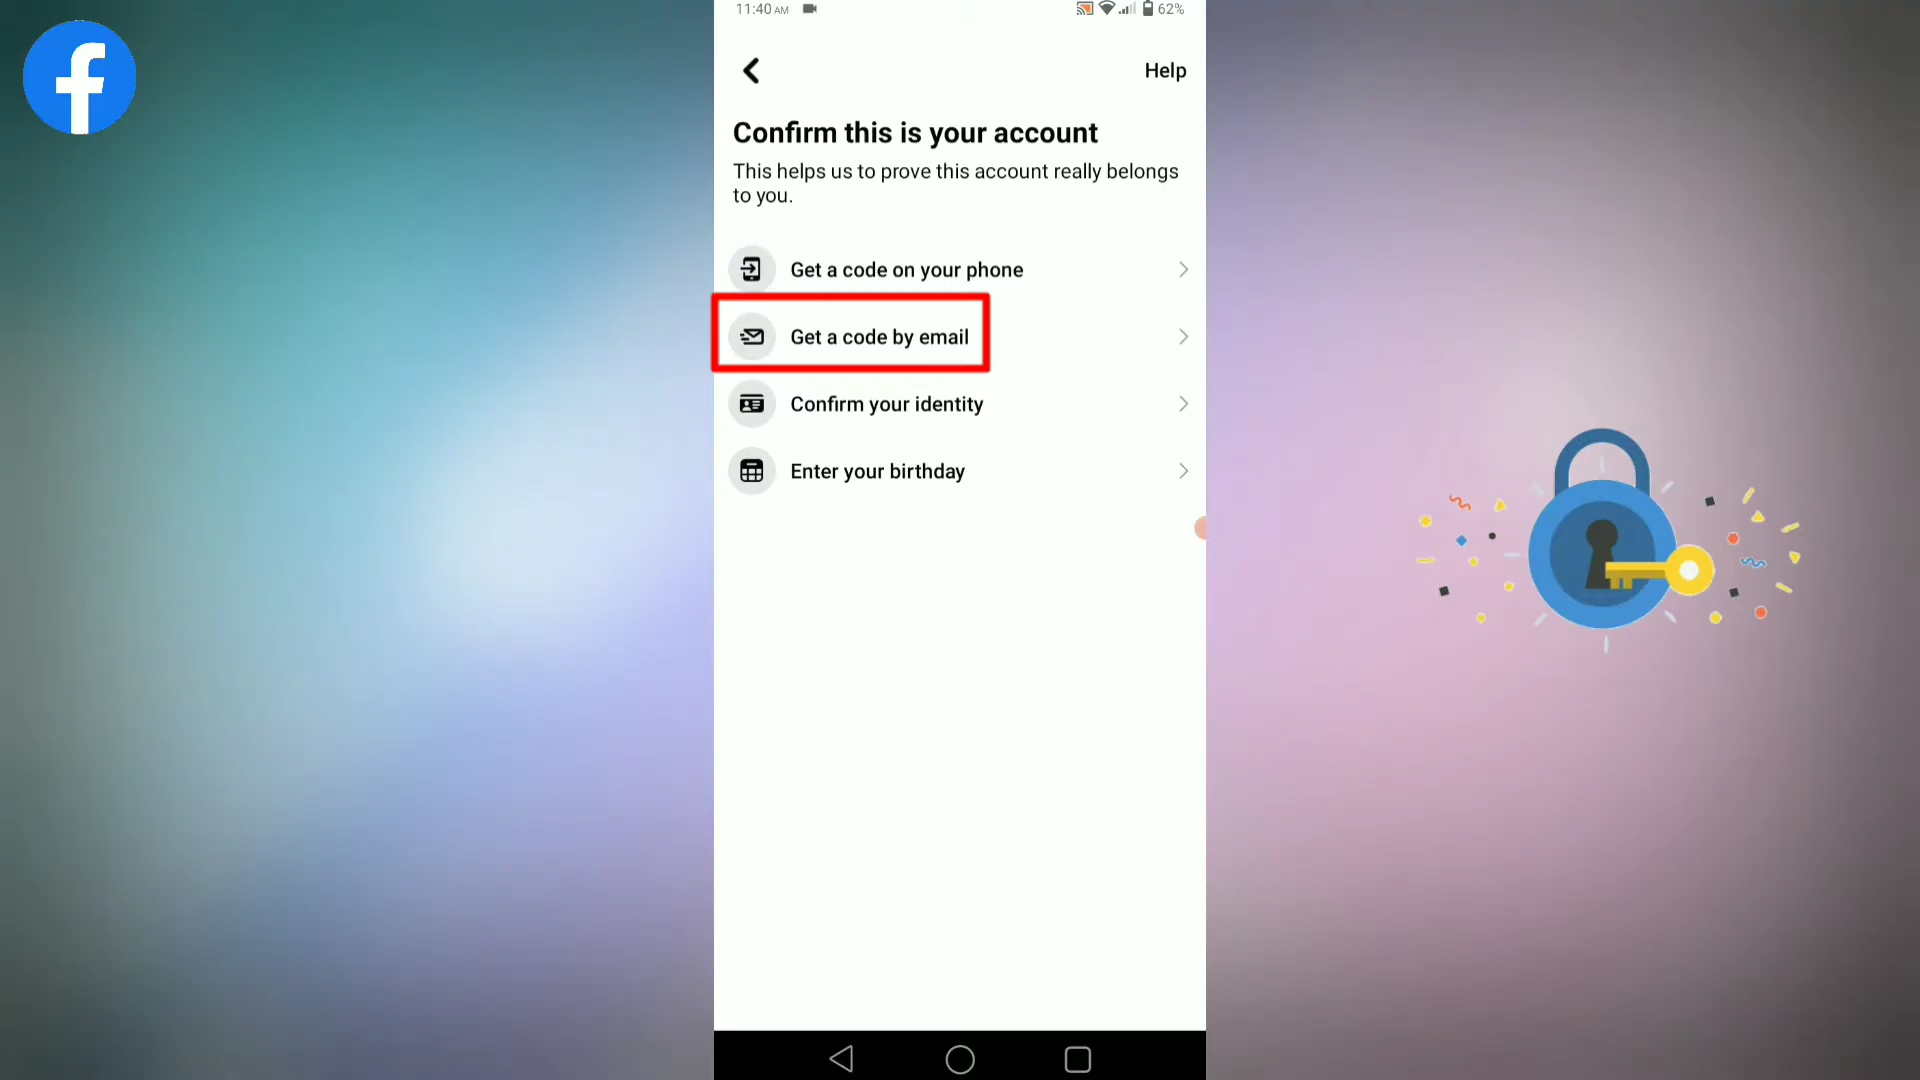 11:40 AM
62%
Help
Confirm this is your account
This helps us to prove this account really belongs
to you.
Get a code on your phone
Get a code by email
Confirm your identity
Enter your birthday